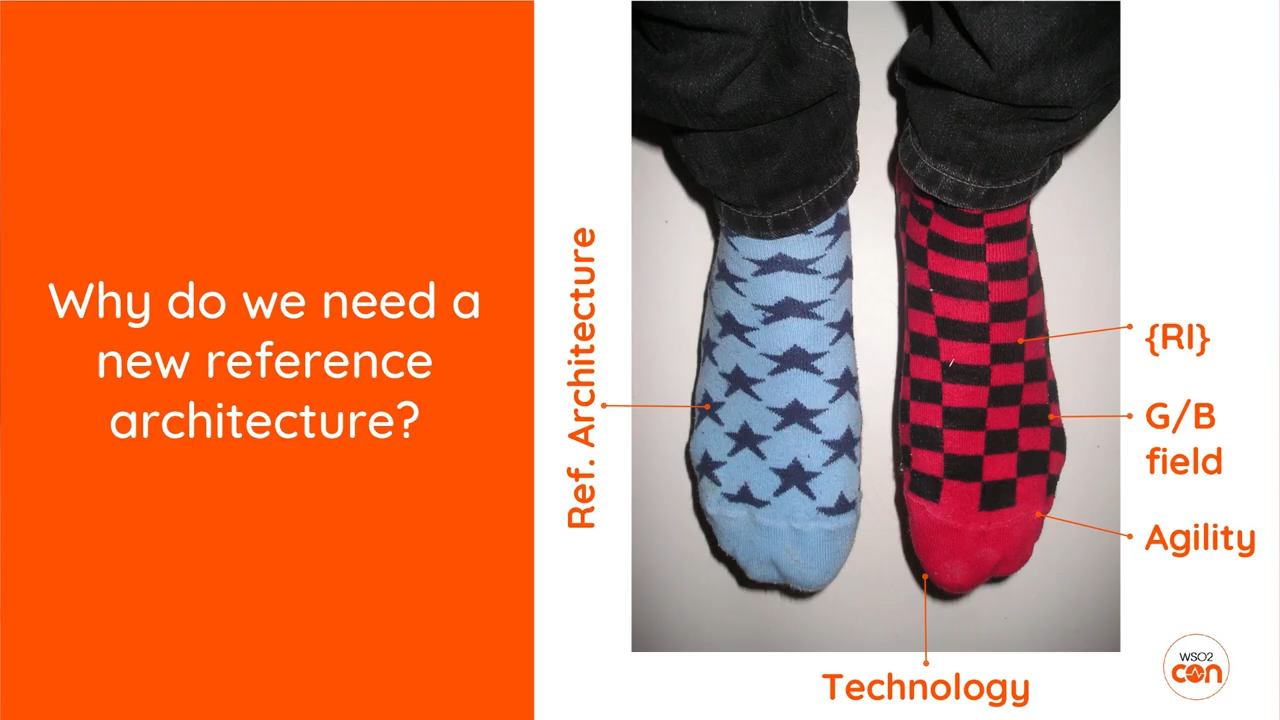 Why do we need a
new reference
architecture?
Ref. Architecture
{RI}
G/B
field
Agility
Technology
WSO2
con